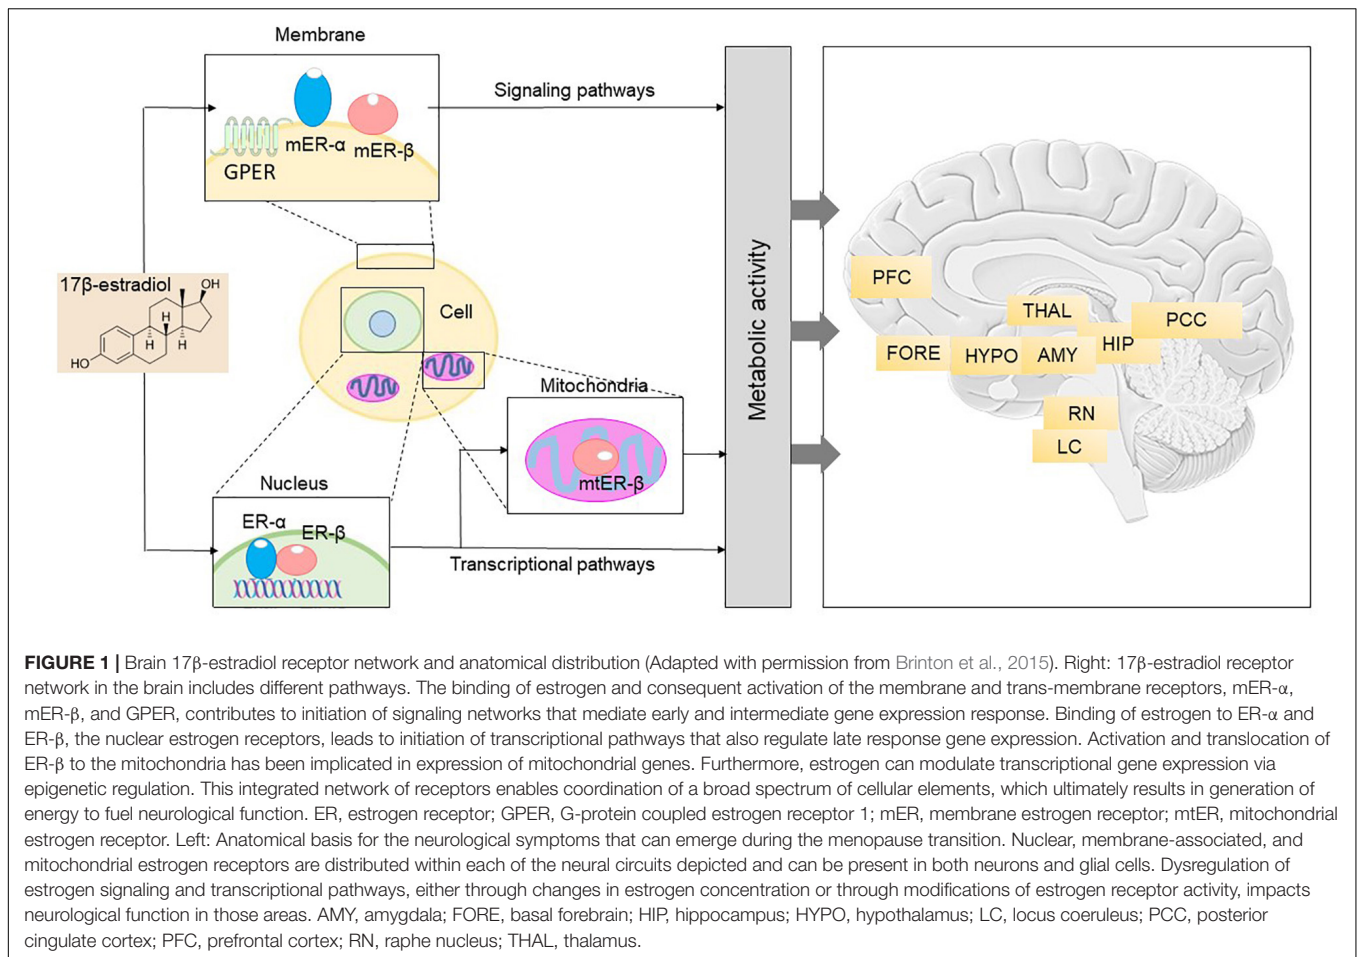 Membrane
Signaling pathways
mER-α
mER-β
GPER
17β-estradiol
OH
H
H
H
H
HO
Cell
Mitochondria
mtER-β
Nucleus
ER-α
ER-β
Transcriptional pathways
Metabolic activity
PFC
THAL
PCC
HIP
FORE
HYPO
AMY
RN
LC
FIGURE 1 | Brain 17β-estradiol receptor network and anatomical distribution (Adapted with permission from Brinton et al., 2015). Right: 17β-estradiol receptor
network in the brain includes different pathways. The binding of estrogen and consequent activation of the membrane and trans-membrane receptors, mER-α,
mER-β, and GPER, contributes to initiation of signaling networks that mediate early and intermediate gene expression response. Binding of estrogen to ER-α and
ER-β, the nuclear estrogen receptors, leads to initiation of transcriptional pathways that also regulate late response gene expression. Activation and translocation of
ER-β to the mitochondria has been implicated in expression of mitochondrial genes. Furthermore, estrogen can modulate transcriptional gene expression via
epigenetic regulation. This integrated network of receptors enables coordination of a broad spectrum of cellular elements, which ultimately results in generation of
energy to fuel neurological function. ER, estrogen receptor; GPER, G-protein coupled estrogen receptor 1; mER, membrane estrogen receptor; mtER, mitochondrial
estrogen receptor. Left: Anatomical basis for the neurological symptoms that can emerge during the menopause transition. Nuclear, membrane-associated, and
mitochondrial estrogen receptors are distributed within each of the neural circuits depicted and can be present in both neurons and glial cells. Dysregulation of
estrogen signaling and transcriptional pathways, either through changes in estrogen concentration or through modifications of estrogen receptor activity, impacts
neurological function in those areas. AMY, amygdala; FORE, basal forebrain; HIP, hippocampus; HYPO, hypothalamus; LC, locus coeruleus; PCC, posterior
cingulate cortex; PFC, prefrontal cortex; RN, raphe nucleus; THAL, thalamus.